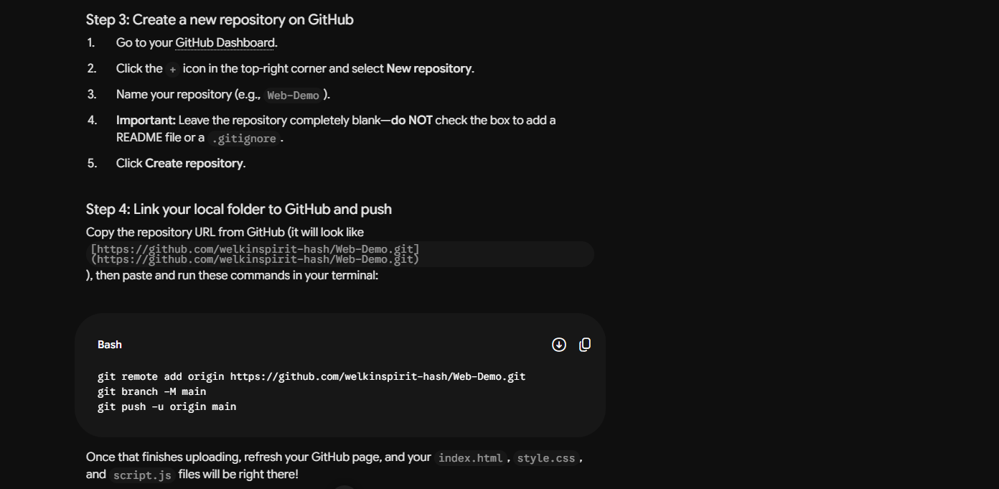 Step 3: Create a new repository on GitHub
1. Go to your GitHub Dashboard.
2. Click the + icon in the top-right corner and select New repository.
3. Name your repository (e.g., Web-Demo ).
4. Important: Leave the repository completely blank—do NOT check the box to add a
README file or a .gitignore .
5. Click Create repository.
Step 4: Link your local folder to GitHub and push
Copy the repository URL from GitHub (it will look like
[https://github.com/welkinspirit-hash/Web-Demo.git]
(https://github.com/welkinspirit-hash/Web-Demo.git)
), then paste and run these commands in your terminal:
Bash
git remote add origin https://github.com/welkinspirit-hash/Web-Demo.git
git branch -M main
git push -u origin main
Once that finishes uploading, refresh your GitHub page, and your index.html , style.css ,
and script.js files will be right there!